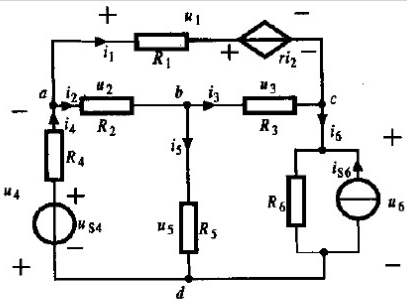 + u₁ −
i₁ R₁ + ri₂ −
a i₂ u₂ b i₃ u₃ c
− i₄ R₂ R₃ i₆
R₄ i₅ iS6 +
u₄ + uS4 u₅ R₅ R₆ u₆
+ − −
d